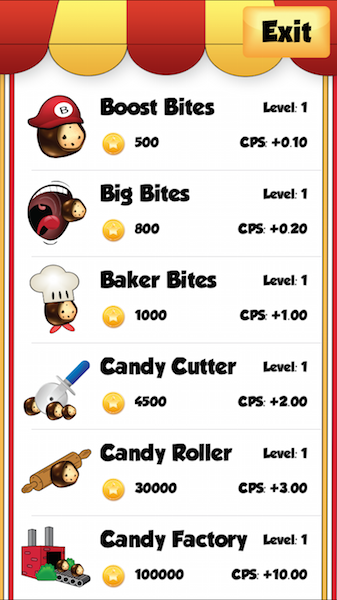 Exit
Boost Bites Level: 1
B
500 CPS: +0.10
Big Bites Level: 1
800 CPS: +0.20
Baker Bites Level: 1
1000 CPS: +1.00
Candy Cutter Level: 1
4500 CPS: +2.00
Candy Roller Level: 1
30000 CPS: +3.00
Candy Factory Level: 1
100000 CPS: +10.00